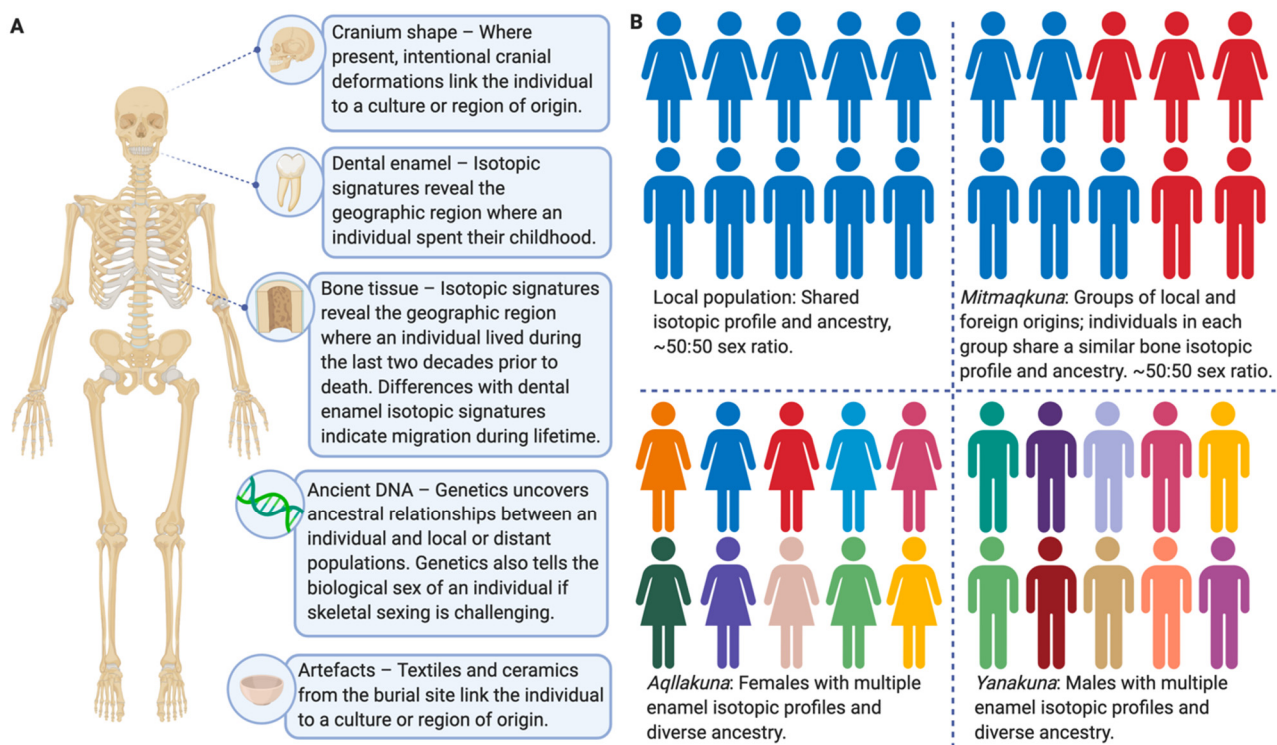 A
Cranium shape – Where
present, intentional cranial
deformations link the individual
to a culture or region of origin.
Dental enamel – Isotopic
signatures reveal the
geographic region where an
individual spent their childhood.
Bone tissue – Isotopic signatures
reveal the geographic region
where an individual lived during
the last two decades prior to
death. Differences with dental
enamel isotopic signatures
indicate migration during lifetime.
Ancient DNA – Genetics uncovers
ancestral relationships between an
individual and local or distant
populations. Genetics also tells the
biological sex of an individual if
skeletal sexing is challenging.
Artefacts – Textiles and ceramics
from the burial site link the individual
to a culture or region of origin.
B
Local population: Shared
isotopic profile and ancestry,
~50:50 sex ratio.
Mitmaqkuna: Groups of local and
foreign origins; individuals in each
group share a similar bone isotopic
profile and ancestry. ~50:50 sex ratio.
Aqllakuna: Females with multiple
enamel isotopic profiles and
diverse ancestry.
Yanakuna: Males with multiple
enamel isotopic profiles and
diverse ancestry.